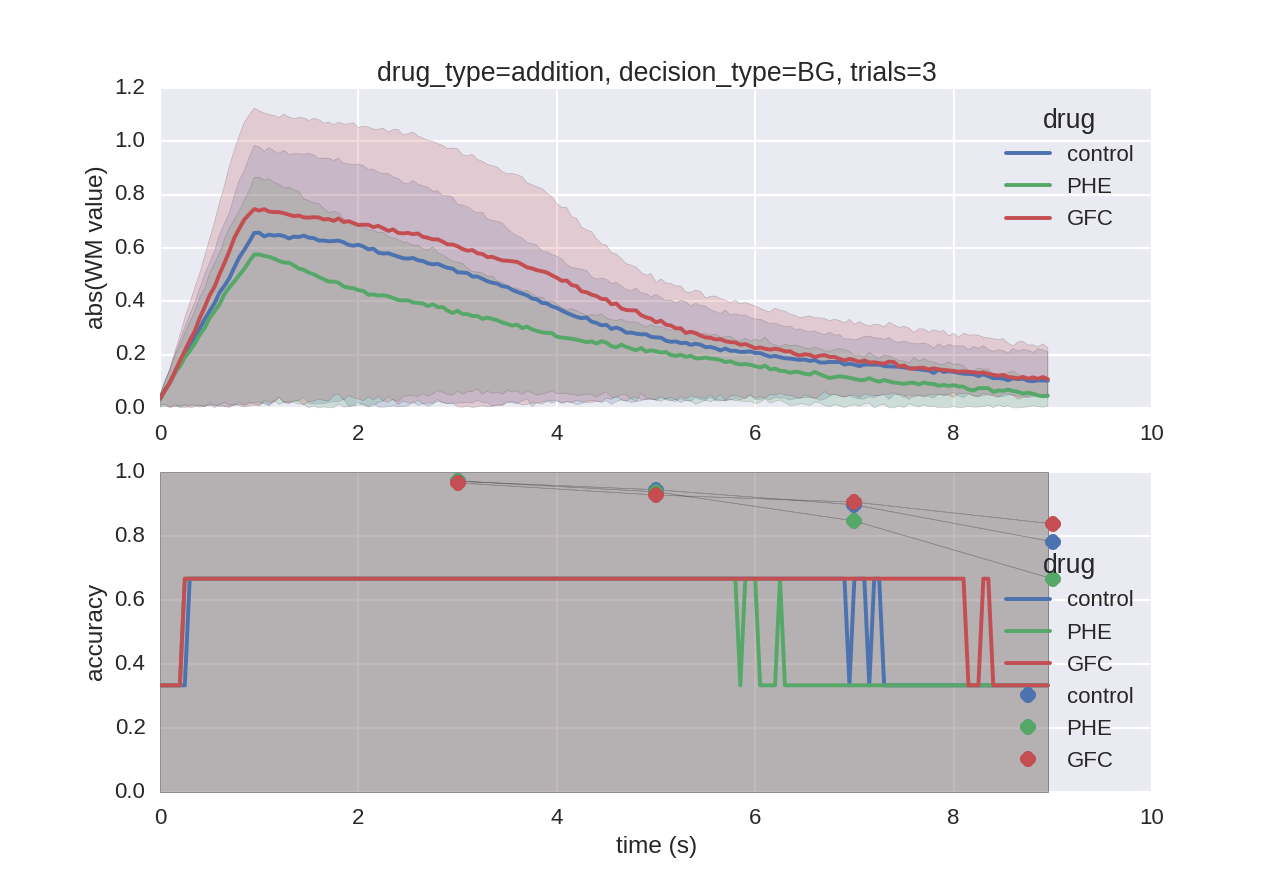 drug_type=addition, decision_type=BG, trials=3
1.2
1.0
0.8
0.6
0.4
0.2
0.0
abs(WM value)
drug
control
PHE
GFC
0 2 4 6 8 10
1.0
0.8
0.6
0.4
0.2
0.0
accuracy
drug
control
PHE
GFC
control
PHE
GFC
0 2 4 6 8 10
time (s)